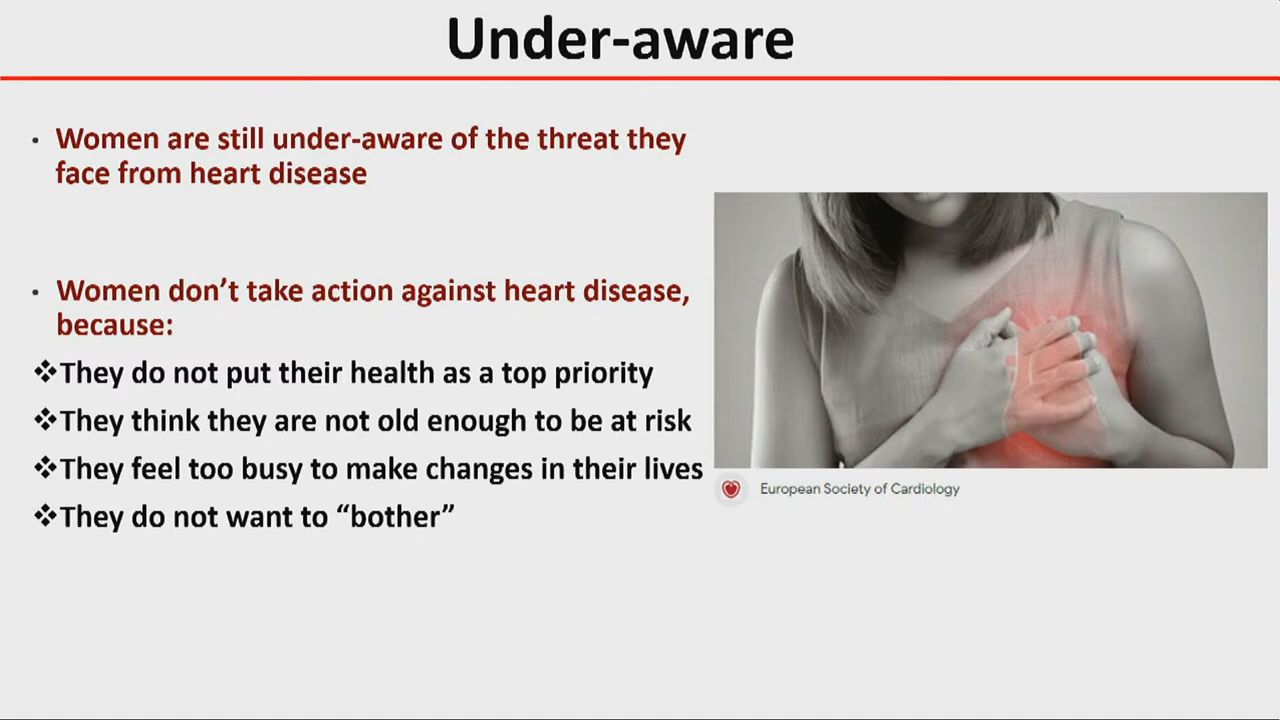 Under-aware
• Women are still under-aware of the threat they
face from heart disease
• Women don’t take action against heart disease,
because:
❖They do not put their health as a top priority
❖They think they are not old enough to be at risk
❖They feel too busy to make changes in their lives
❖They do not want to “bother”
European Society of Cardiology